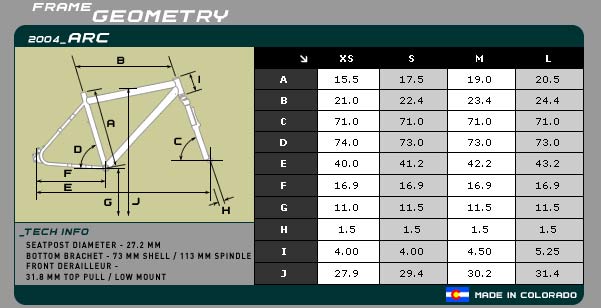 FRAME
GEOMETRY
2004_ARC
B
I
A
D
C
F
E
G
J
H
_TECH INFO
SEATPOST DIAMETER - 27.2 MM
BOTTOM BRACHET - 73 MM SHELL / 113 MM SPINDLE
FRONT DERAILLEUR -
31.8 MM TOP PULL / LOW MOUNT
XS S M L
A 15.5 17.5 19.0 20.5
B 21.0 22.4 23.4 24.4
C 71.0 71.0 71.0 71.0
D 74.0 73.0 73.0 73.0
E 40.0 41.2 42.2 43.2
F 16.9 16.9 16.9 16.9
G 11.0 11.5 11.5 11.5
H 1.5 1.5 1.5 1.5
I 4.00 4.00 4.50 5.25
J 27.9 29.4 30.2 31.4
MADE IN COLORADO